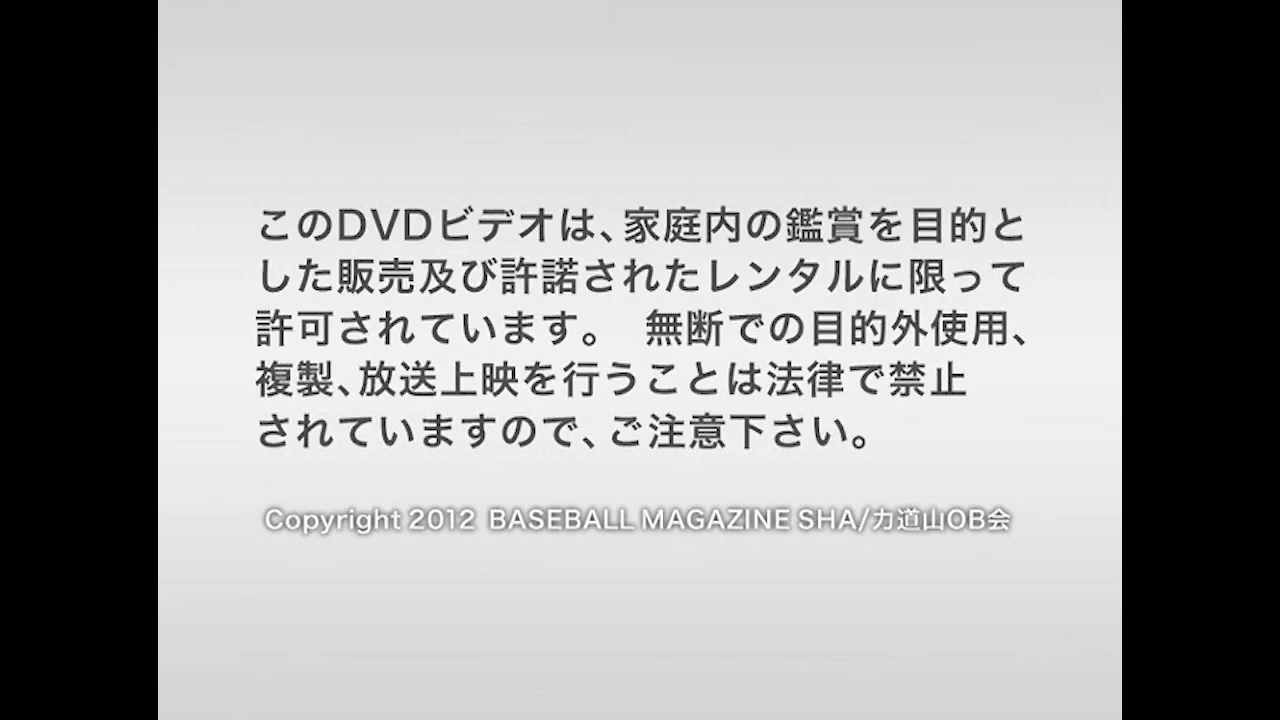 このDVDビデオは、家庭内の鑑賞を目的と
した販売及び許諾されたレンタルに限って
許可されています。　無断での目的外使用、
複製、放送上映を行うことは法律で禁止
されていますので、ご注意下さい。
Copyright 2012 BASEBALL MAGAZINE SHA/力道山OB会